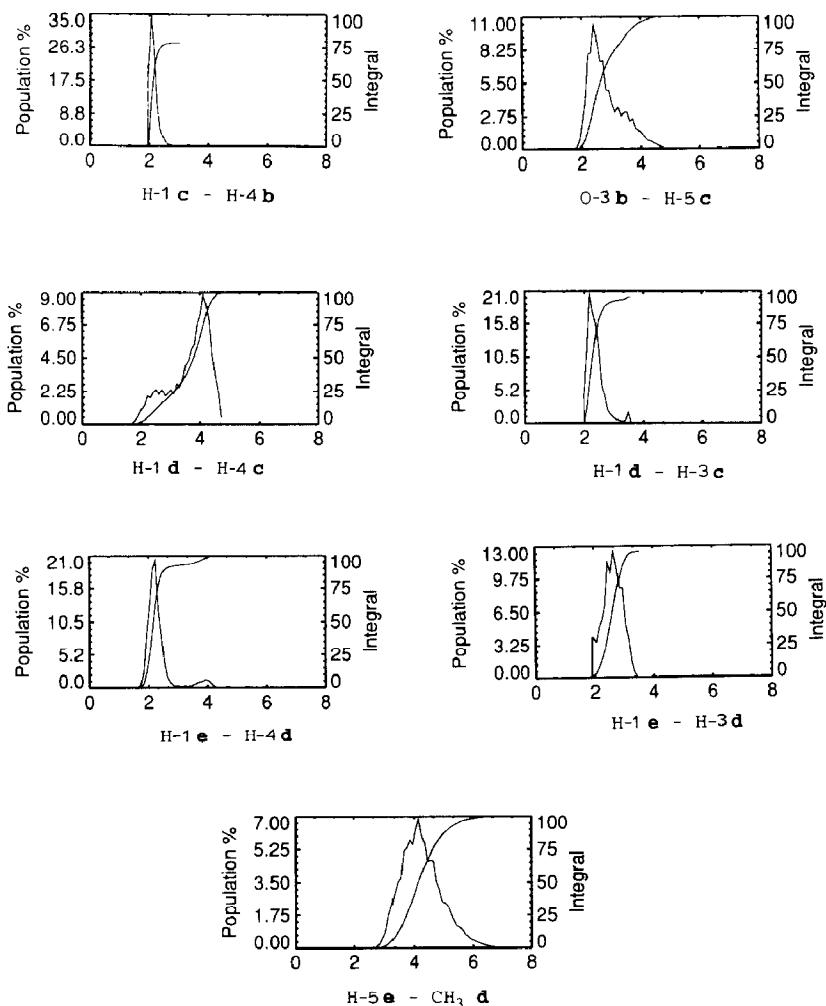 Population %
35.0
26.3
17.5
8.8
0.0
0 2 4 6 8
100
75
50
25
0
Integral
H-1 c - H-4 b
Population %
11.00
8.25
5.50
2.75
0.00
0 2 4 6 8
100
75
50
25
0
Integral
O-3 b - H-5 c
Population %
9.00
6.75
4.50
2.25
0.00
0 2 4 6 8
100
75
50
25
0
Integral
H-1 d - H-4 c
Population %
21.0
15.8
10.5
5.2
0.0
0 2 4 6 8
100
75
50
25
0
Integral
H-1 d - H-3 c
Population %
21.0
15.8
10.5
5.2
0.0
0 2 4 6 8
100
75
50
25
0
Integral
H-1 e - H-4 d
Population %
13.00
9.75
6.50
3.25
0.00
0 2 4 6 8
100
75
50
25
0
Integral
H-1 e - H-3 d
Population %
7.00
5.25
3.50
1.75
0.00
0 2 4 6 8
100
75
50
25
0
Integral
H-5 e - CH3 d